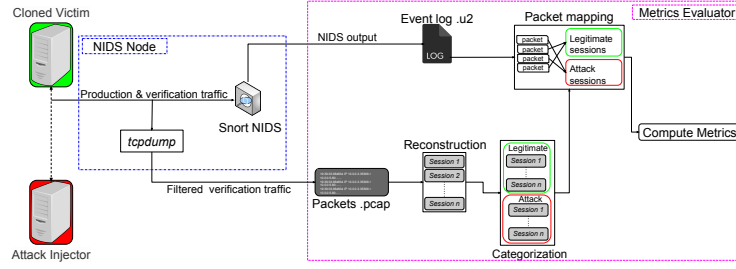 Cloned Victim
NIDS Node
Production & verification traffic
Snort NIDS
tcpdump
Filtered verification traffic
Attack Injector
Metrics Evaluator
NIDS output
Event log .u2
LOG
Packet mapping
packet
packet
packet
packet
Legitimate
sessions
Attack
sessions
Compute Metrics
Packets .pcap
Reconstruction
Session 1
Session 2
Session n
Legitimate
Session 1
Session n
Attack
Session 1
Session n
Categorization